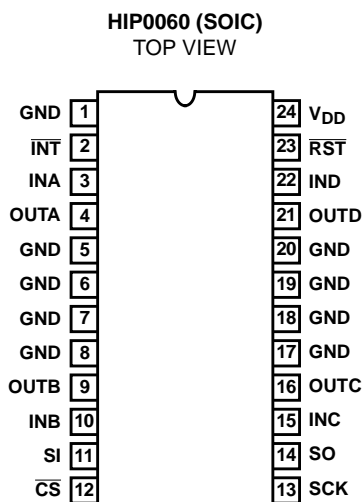 HIP0060 (SOIC)
TOP VIEW
GND 1 24 VDD
INT 2 23 RST
INA 3 22 IND
OUTA 4 21 OUTD
GND 5 20 GND
GND 6 19 GND
GND 7 18 GND
GND 8 17 GND
OUTB 9 16 OUTC
INB 10 15 INC
SI 11 14 SO
CS 12 13 SCK